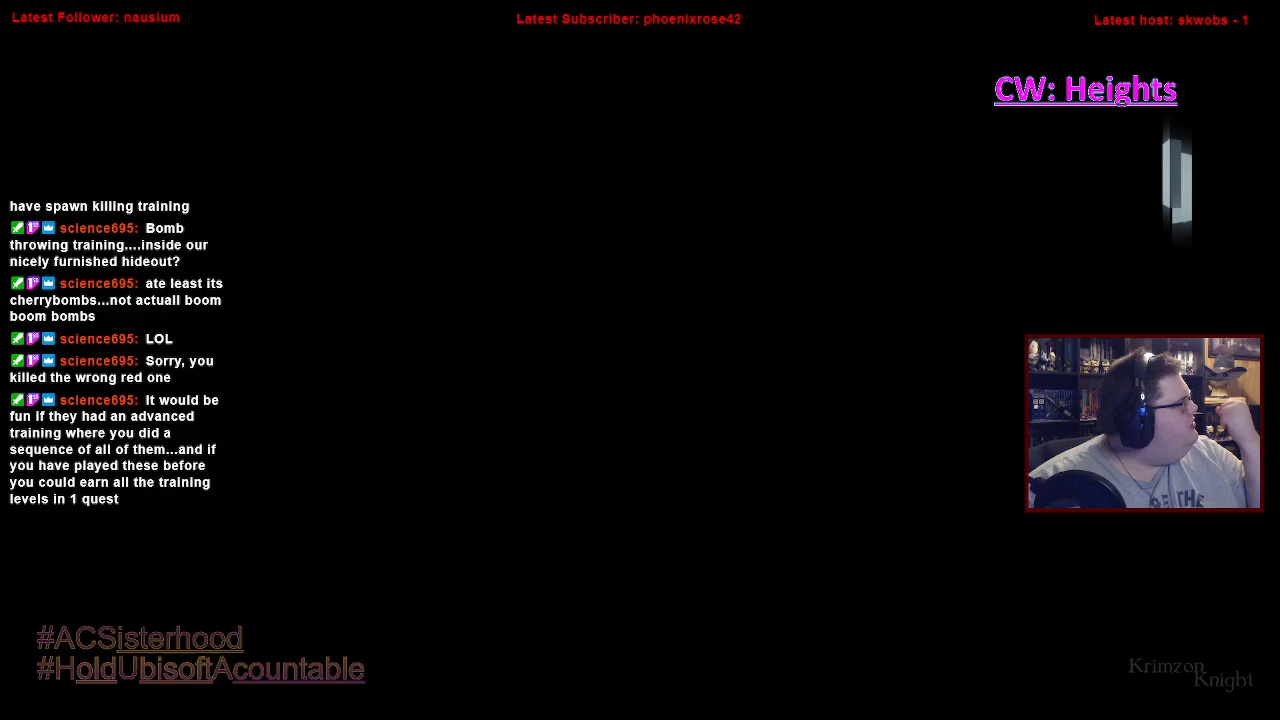 Latest Follower: nausium
Latest Subscriber: phoenixrose42
Latest host: skwobs - 1
CW: Heights
have spawn killing training
science695: Bomb
throwing training....inside our
nicely furnished hideout?
science695: ate least its
cherrybombs...not actuall boom
boom bombs
science695: LOL
science695: Sorry, you
killed the wrong red one
science695: It would be
fun if they had an advanced
training where you did a
sequence of all of them...and if
you have played these before
you could earn all the training
levels in 1 quest
#ACSisterhood
#HoldUbisoftAcountable
Krimzon
Knight